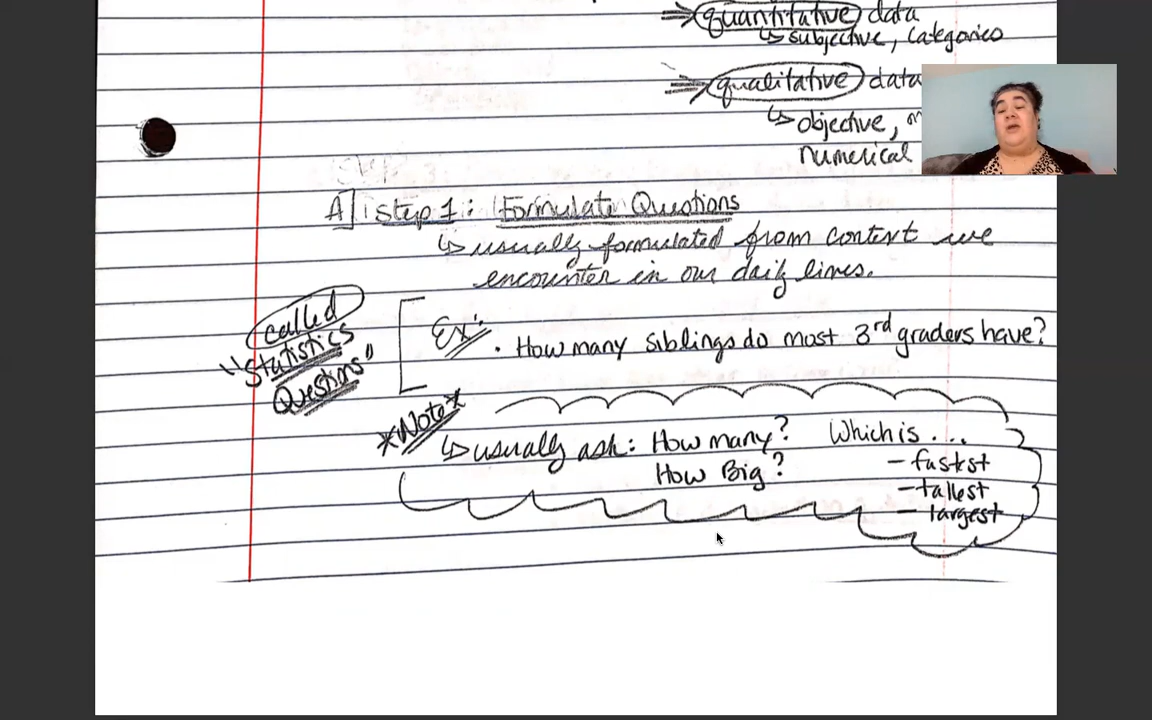 ⇒ quantitative data
↳ subjective, categorico
⇒ qualitative data
↳ objective,
numerical
A] step 1: Formulate Questions
↳ usually formulated from context we
encounter in our daily lives.
called
"Statistics
Questions"
Ex:
. How many siblings do most 3rd graders have?
*Note*
↳ usually ask: How many? Which is ...
How Big? - fastest
- tallest
- largest